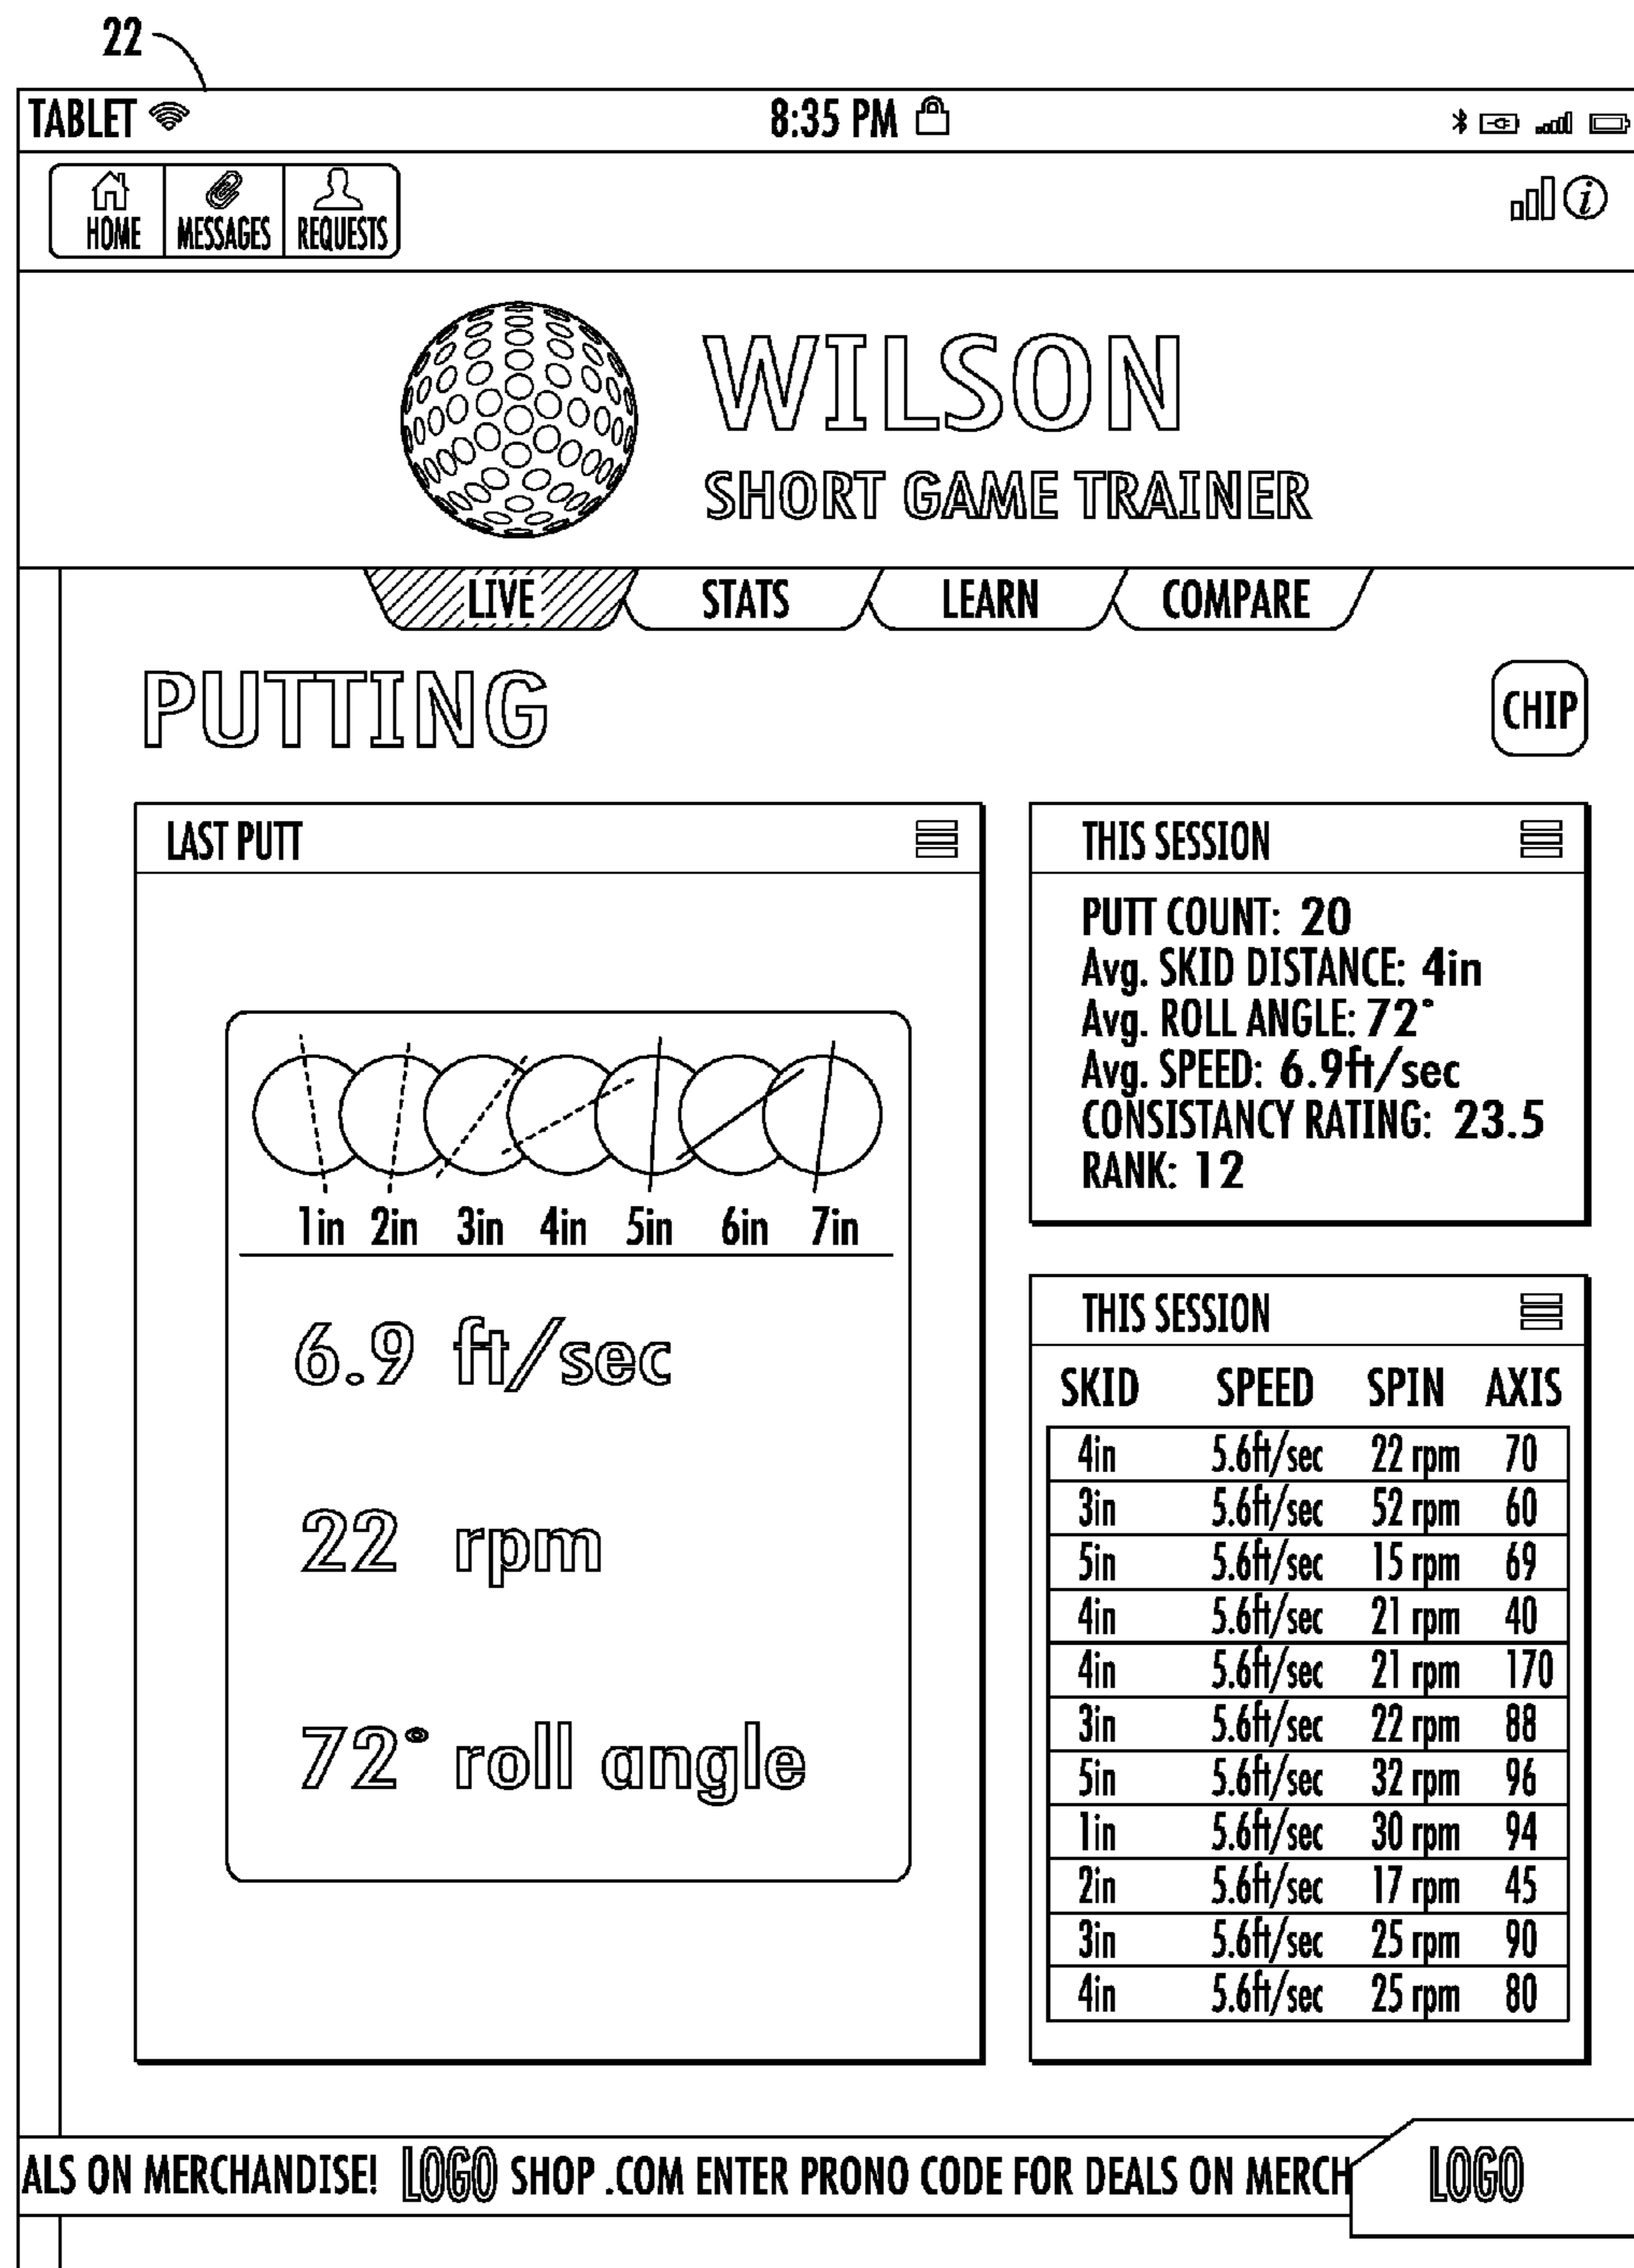 22
TABLET 8:35 PM
HOME MESSAGES REQUESTS i
WILSON
SHORT GAME TRAINER
LIVE STATS LEARN COMPARE
PUTTING
CHIP
LAST PUTT
1in 2in 3in 4in 5in 6in 7in
6.9 ft/sec
22 rpm
72° roll angle
THIS SESSION
PUTT COUNT: 20
Avg. SKID DISTANCE: 4in
Avg. ROLL ANGLE: 72°
Avg. SPEED: 6.9ft/sec
CONSISTANCY RATING: 23.5
RANK: 12
THIS SESSION
SKID SPEED SPIN AXIS
4in 5.6ft/sec 22 rpm 70
3in 5.6ft/sec 52 rpm 60
5in 5.6ft/sec 15 rpm 69
4in 5.6ft/sec 21 rpm 40
4in 5.6ft/sec 21 rpm 170
3in 5.6ft/sec 22 rpm 88
5in 5.6ft/sec 32 rpm 96
1in 5.6ft/sec 30 rpm 94
2in 5.6ft/sec 17 rpm 45
3in 5.6ft/sec 25 rpm 90
4in 5.6ft/sec 25 rpm 80
ALS ON MERCHANDISE! LOGO SHOP .COM ENTER PRONO CODE FOR DEALS ON MERCH LOGO